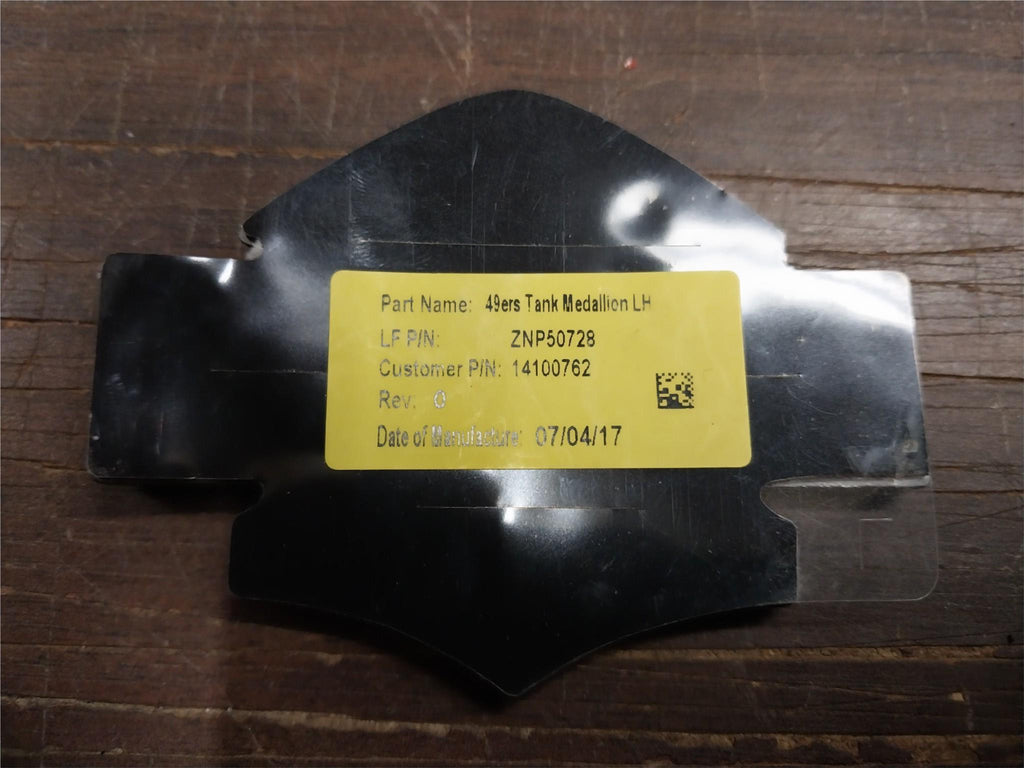 Part Name: 49ers Tank Medallion LH
LF P/N: ZNP50728
Customer P/N: 14100762
Rev: 0
Date of Manufacture: 07/04/17